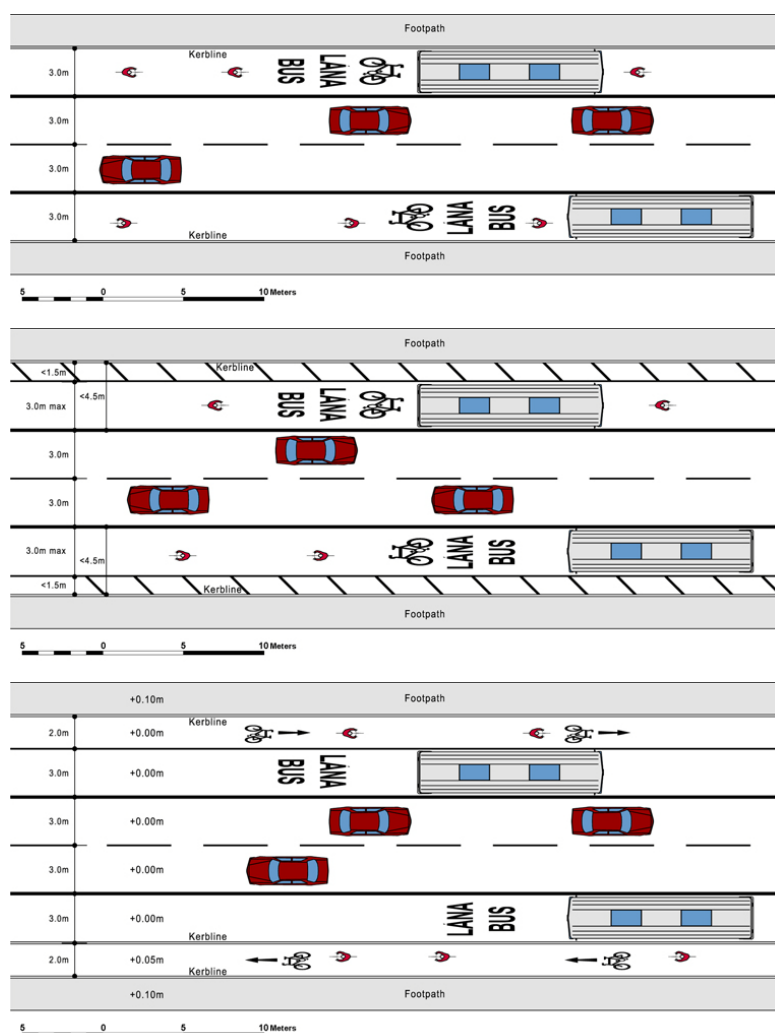 Footpath
Kerbline
3.0m
LÁNA
BUS
3.0m
3.0m
3.0m
LÁNA
BUS
Kerbline
Footpath
5 0 5 10 Meters
Footpath
<1.5m
Kerbline
3.0m max
<4.5m
LÁNA
BUS
3.0m
3.0m
3.0m max
<4.5m
LÁNA
BUS
<1.5m
Kerbline
Footpath
5 0 5 10 Meters
+0.10m Footpath
Kerbline
2.0m +0.00m
3.0m +0.00m
LÁNA
BUS
3.0m +0.00m
3.0m +0.00m
3.0m +0.00m
LÁNA
BUS
Kerbline
2.0m +0.05m
Kerbline
+0.10m Footpath
5 0 5 10 Meters